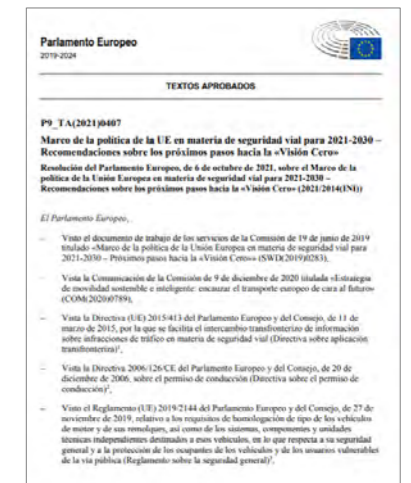 Parlamento Europeo
2019-2024
TEXTOS APROBADOS
P9_TA(2021)0407
Marco de la política de la UE en materia de seguridad vial para 2021-2030 –
Recomendaciones sobre los próximos pasos hacia la «Visión Cero»
Resolución del Parlamento Europeo, de 6 de octubre de 2021, sobre el Marco de la
política de la Unión Europea en materia de seguridad vial para 2021-2030 –
Recomendaciones sobre los próximos pasos hacia la «Visión Cero» (2021/2014(INI))
El Parlamento Europeo,
– Visto el documento de trabajo de los servicios de la Comisión de 19 de junio de 2019
titulado «Marco de la política de la Unión Europea en materia de seguridad vial para
2021-2030 – Próximos pasos hacia la «Visión Cero»» (SWD(2019)0283),
– Vista la Comunicación de la Comisión de 9 de diciembre de 2020 titulada «Estrategia
de movilidad sostenible e inteligente: encauzar el transporte europeo de cara al futuro»
(COM(2020)0789),
– Vista la Directiva (UE) 2015/413 del Parlamento Europeo y del Consejo, de 11 de
marzo de 2015, por la que se facilita el intercambio transfronterizo de información
sobre infracciones de tráfico en materia de seguridad vial (Directiva sobre aplicación
transfronteriza)¹,
– Vista la Directiva 2006/126/CE del Parlamento Europeo y del Consejo, de 20 de
diciembre de 2006, sobre el permiso de conducción (Directiva sobre el permiso de
conducción)²,
– Visto el Reglamento (UE) 2019/2144 del Parlamento Europeo y del Consejo, de 27 de
noviembre de 2019, relativo a los requisitos de homologación de tipo de los vehículos
de motor y de sus remolques, así como de los sistemas, componentes y unidades
técnicas independientes destinados a esos vehículos, en lo que respecta a su seguridad
general y a la protección de los ocupantes de los vehículos y de los usuarios vulnerables
de la vía pública (Reglamento sobre la seguridad general)³,